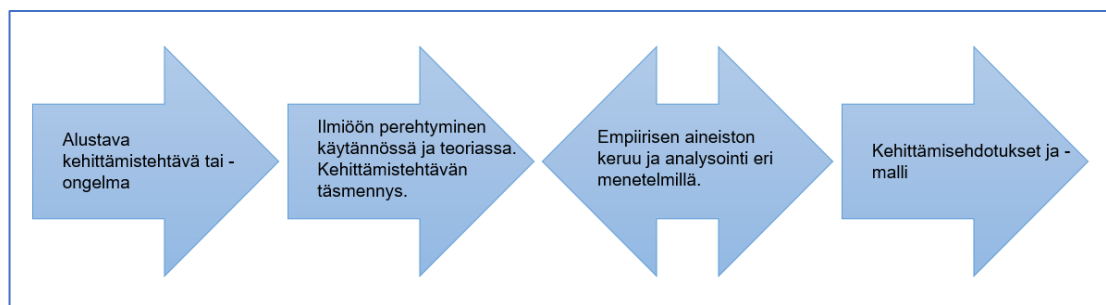 Alustava
kehittämistehtävä tai -
ongelma
Ilmiöön perehtyminen
käytännössä ja teoriassa.
Kehittämistehtävän
täsmennys.
Empiirisen aineiston
keruu ja analysointi eri
menetelmillä.
Kehittämisehdotukset ja -
malli